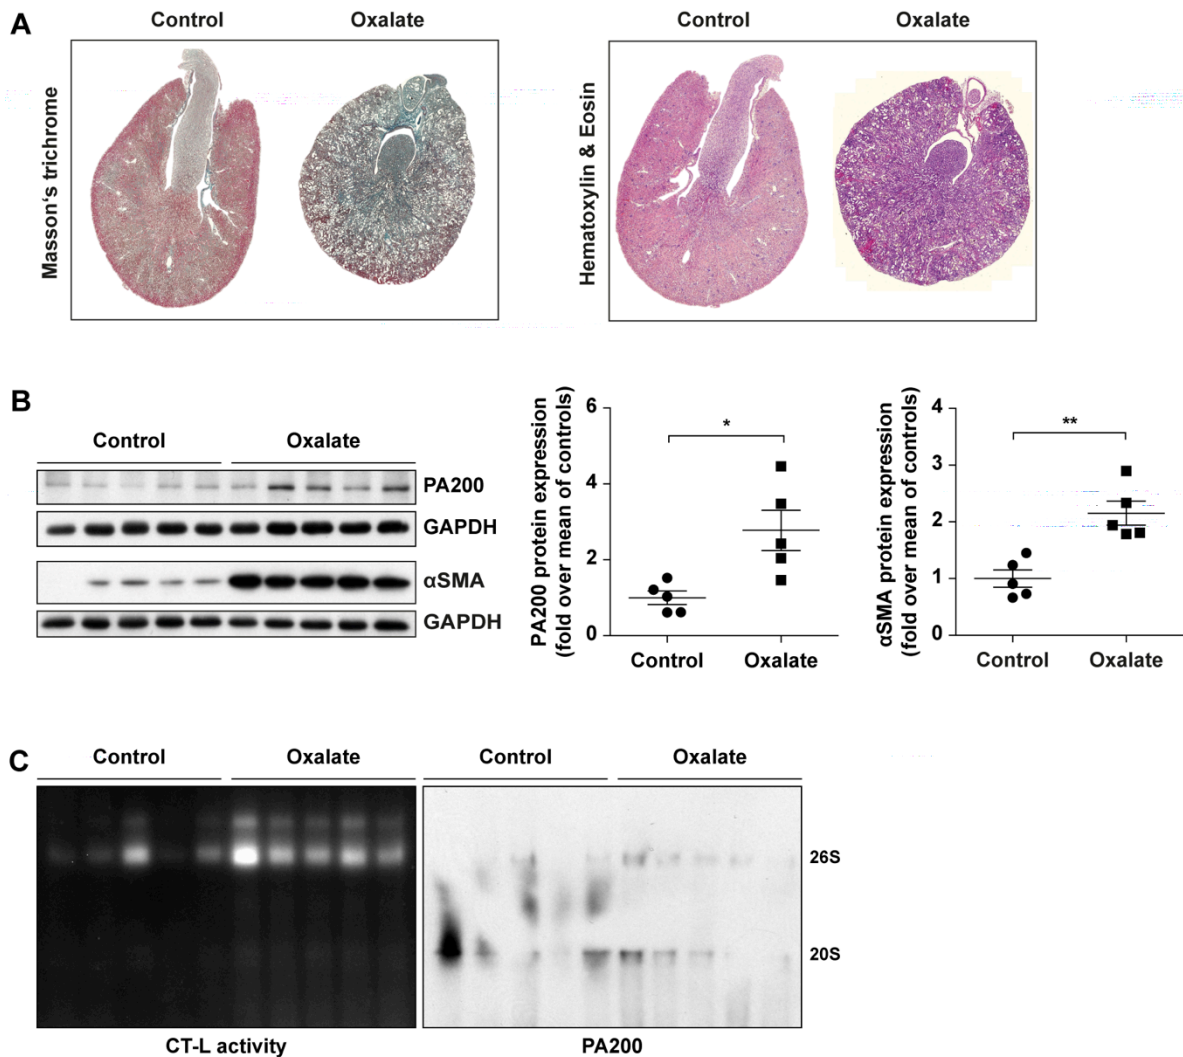 A
Control Oxalate
Masson's trichrome
Control Oxalate
Hematoxylin & Eosin
B
Control Oxalate
PA200
GAPDH
αSMA
GAPDH
PA200 protein expression
(fold over mean of controls)
6
4
2
0
*
Control Oxalate
αSMA protein expression
(fold over mean of controls)
4
3
2
1
0
**
Control Oxalate
C
Control Oxalate
CT-L activity
Control Oxalate
26S
20S
PA200